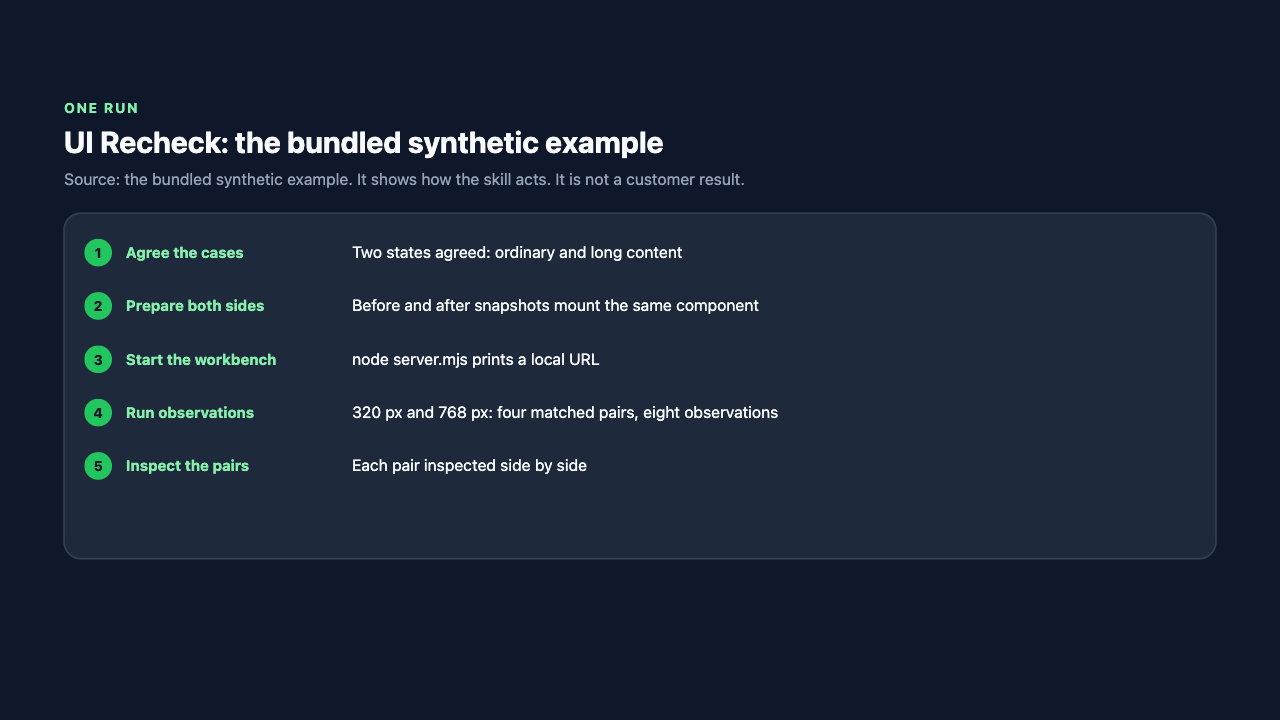 ONE RUN
UI Recheck: the bundled synthetic example
Source: the bundled synthetic example. It shows how the skill acts. It is not a customer result.
1 Agree the cases Two states agreed: ordinary and long content
2 Prepare both sides Before and after snapshots mount the same component
3 Start the workbench node server.mjs prints a local URL
4 Run observations 320 px and 768 px: four matched pairs, eight observations
5 Inspect the pairs Each pair inspected side by side